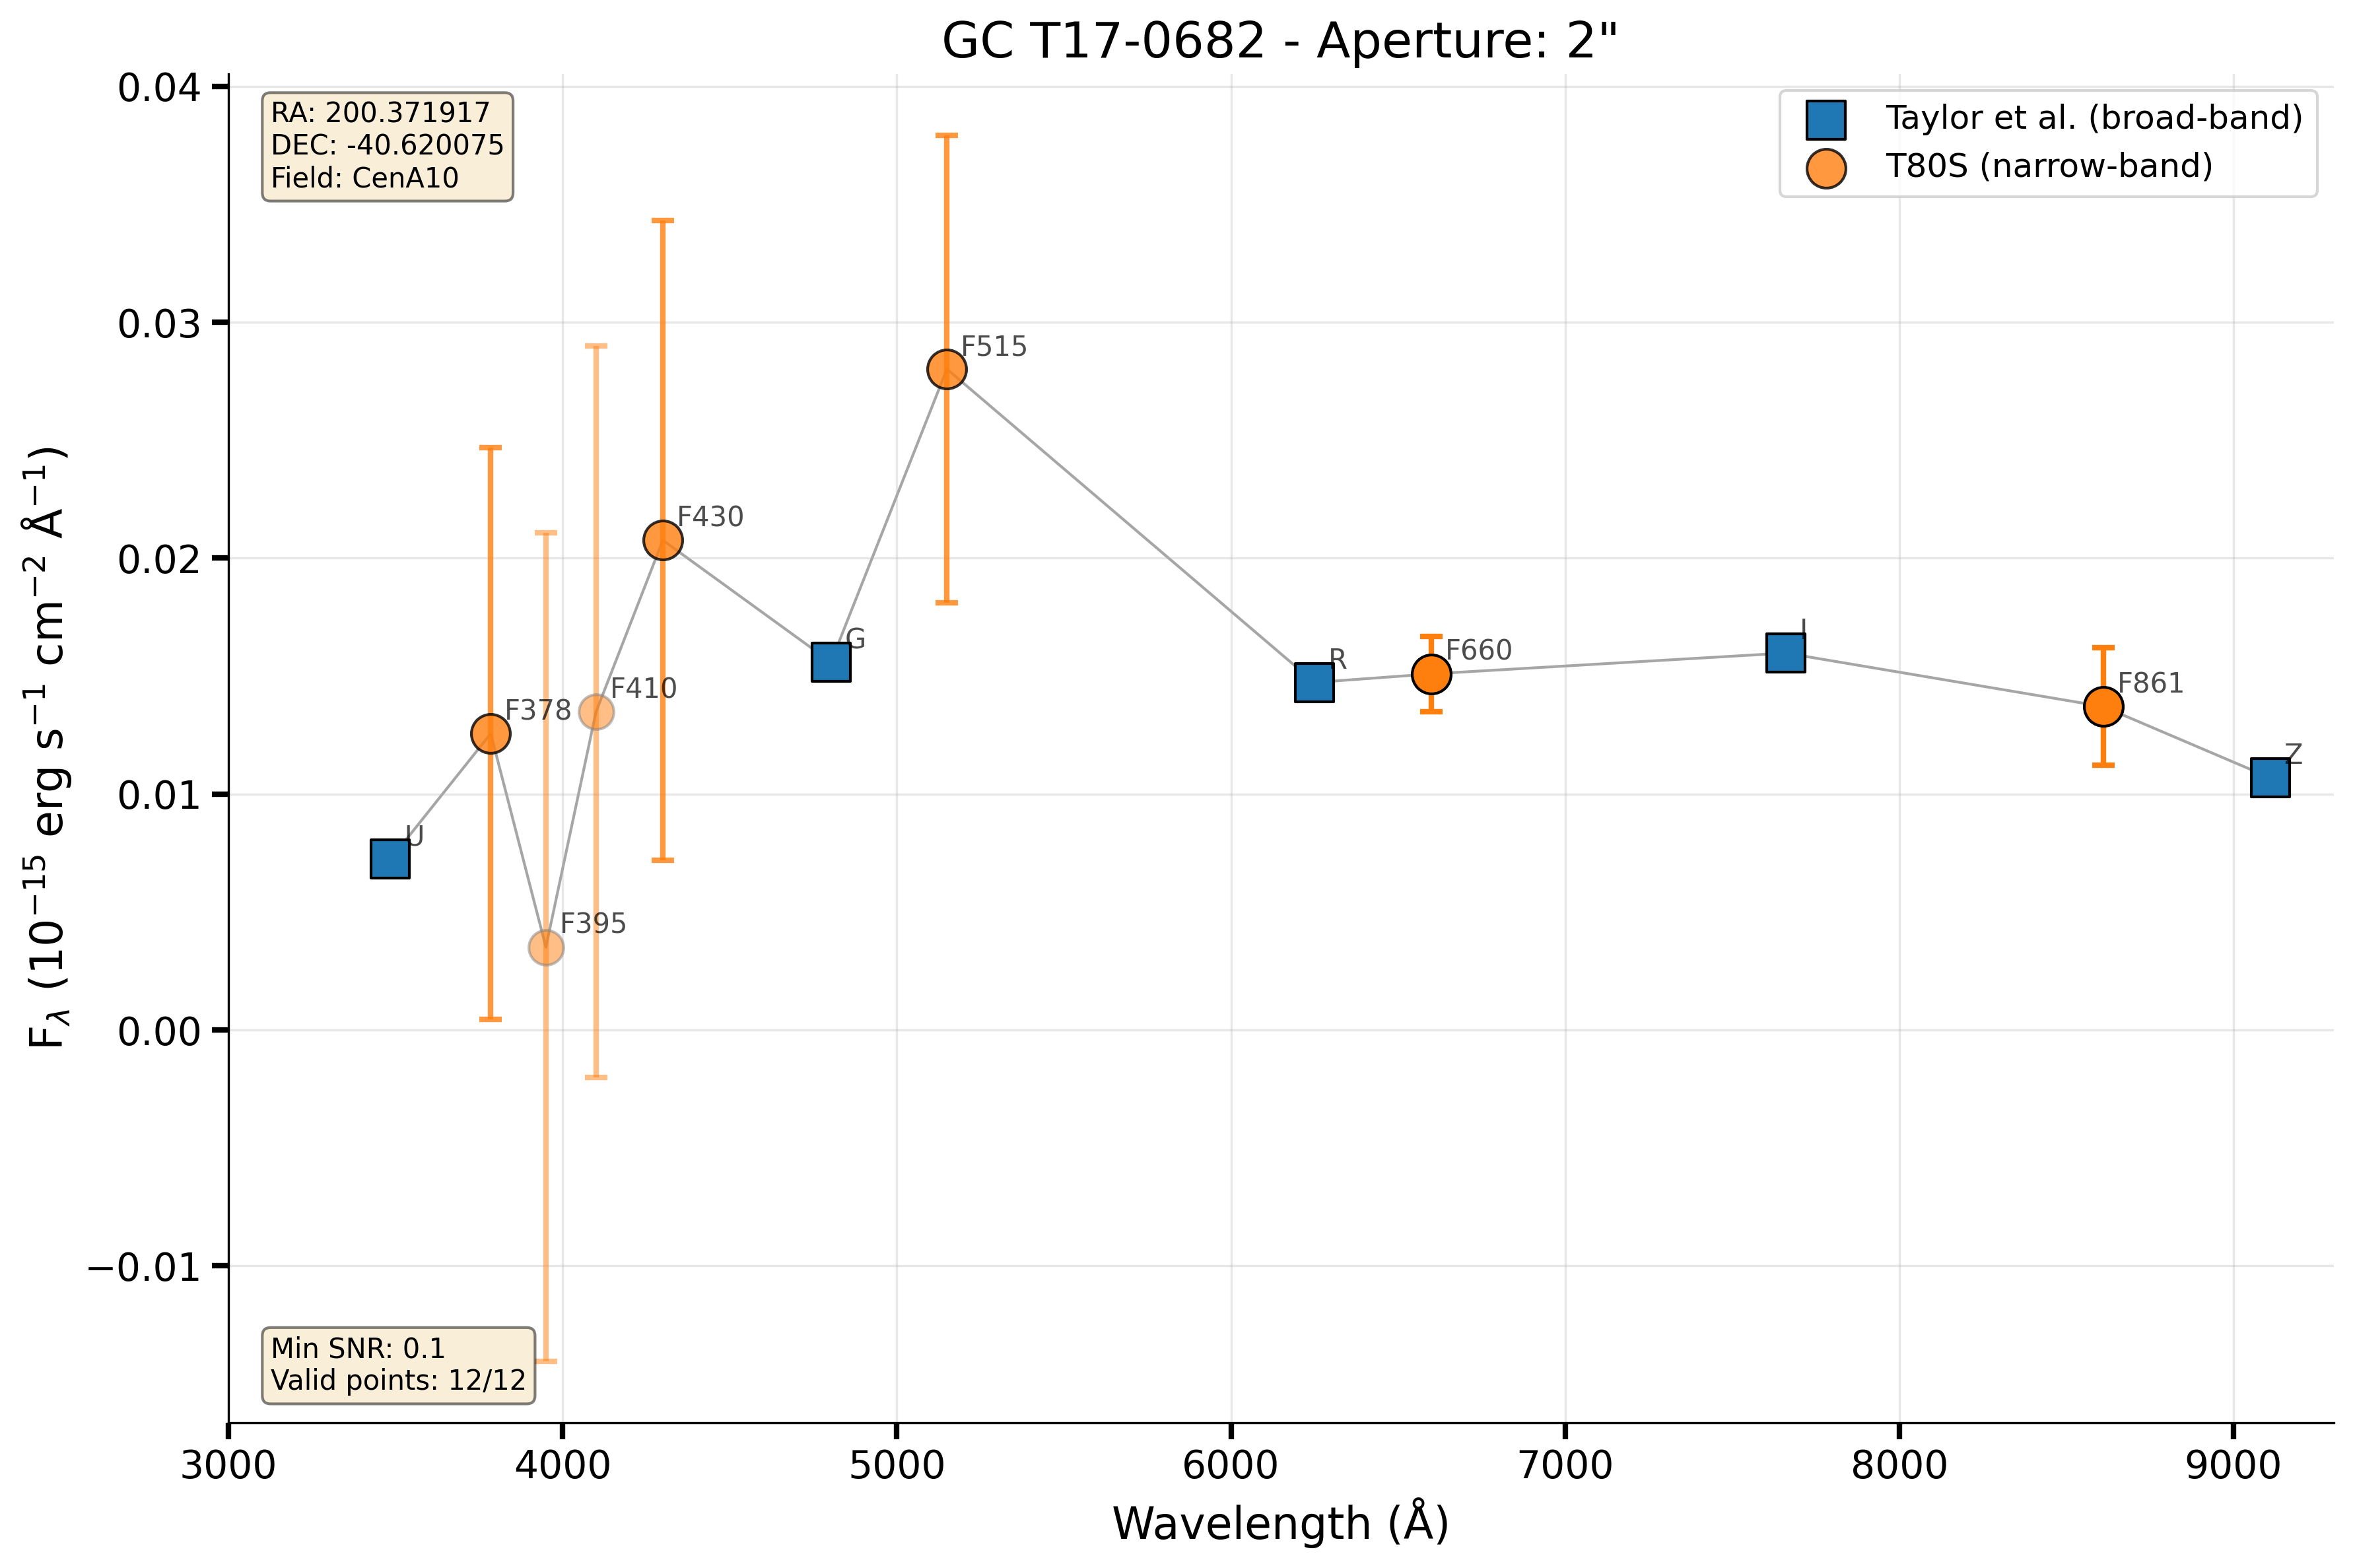 GC T17-0682 - Aperture: 2"
RA: 200.371917
DEC: -40.620075
Field: CenA10
Taylor et al. (broad-band)
T80S (narrow-band)
0.04
0.03
0.02
0.01
0.00
−0.01
F515
F430
G
R
F660
I
F410
F378
F861
Z
U
F395
Min SNR: 0.1
Valid points: 12/12
3000 4000 5000 6000 7000 8000 9000
Wavelength (Å)
F_λ (10⁻¹⁵ erg s⁻¹ cm⁻² Å⁻¹)